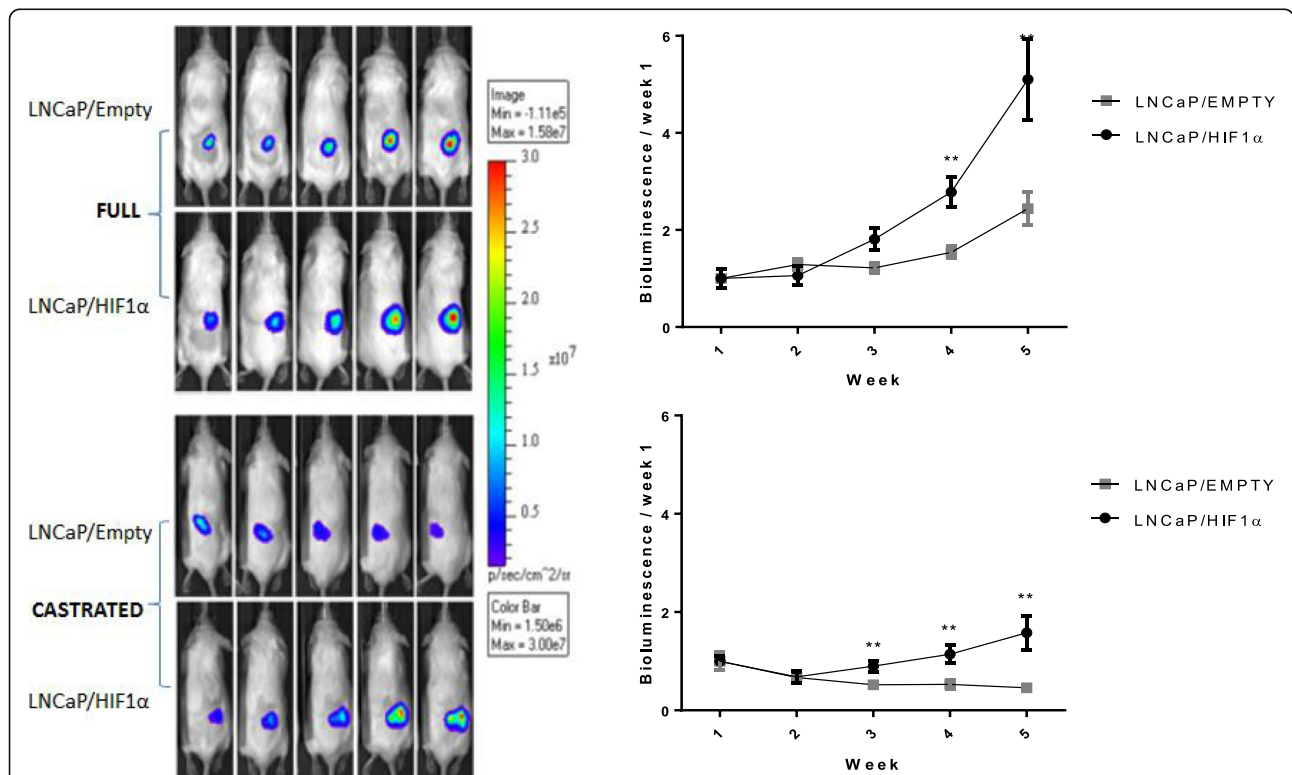 LNCaP/Empty
FULL
LNCaP/HIF1α
LNCaP/Empty
CASTRATED
LNCaP/HIF1α
Image
Min = -1.11e5
Max = 1.58e7
3.0
2.5
2.0
1.5
x10^7
1.0
0.5
p/sec/cm^2/sr
Color Bar
Min = 1.50e6
Max = 3.00e7
Bioluminescence / week 1
6
4
2
0
**
**
1
2
3
4
5
Week
LNCaP/EMPTY
LNCaP/HIF1α
Bioluminescence / week 1
6
4
2
0
**
**
**
1
2
3
4
5
Week
LNCaP/EMPTY
LNCaP/HIF1α